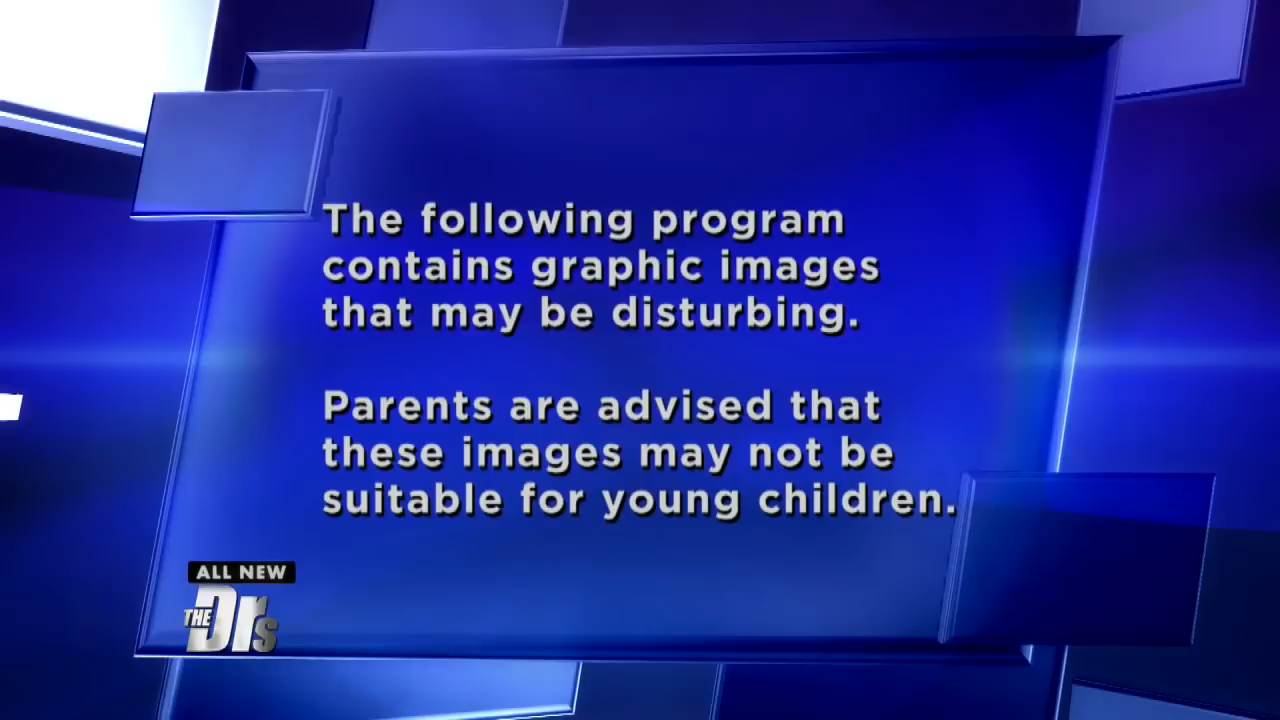 The following program
contains graphic images
that may be disturbing.
Parents are advised that
these images may not be
suitable for young children.
ALL NEW
THE Drs